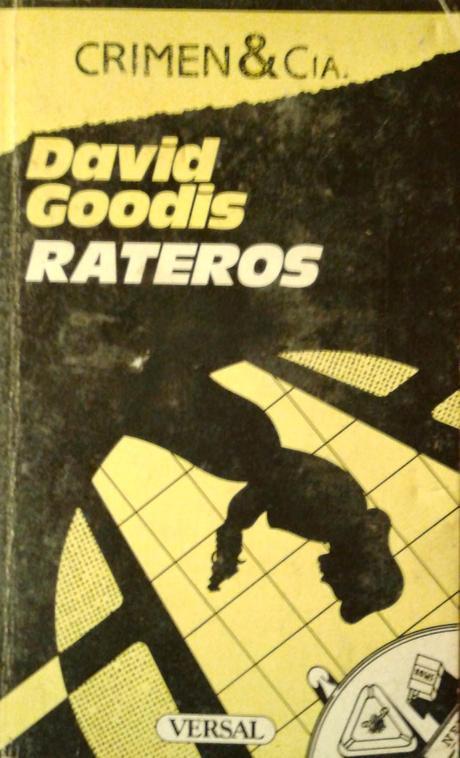 CRIMEN & CIA.
David
Goodis
RATEROS
VERSAL